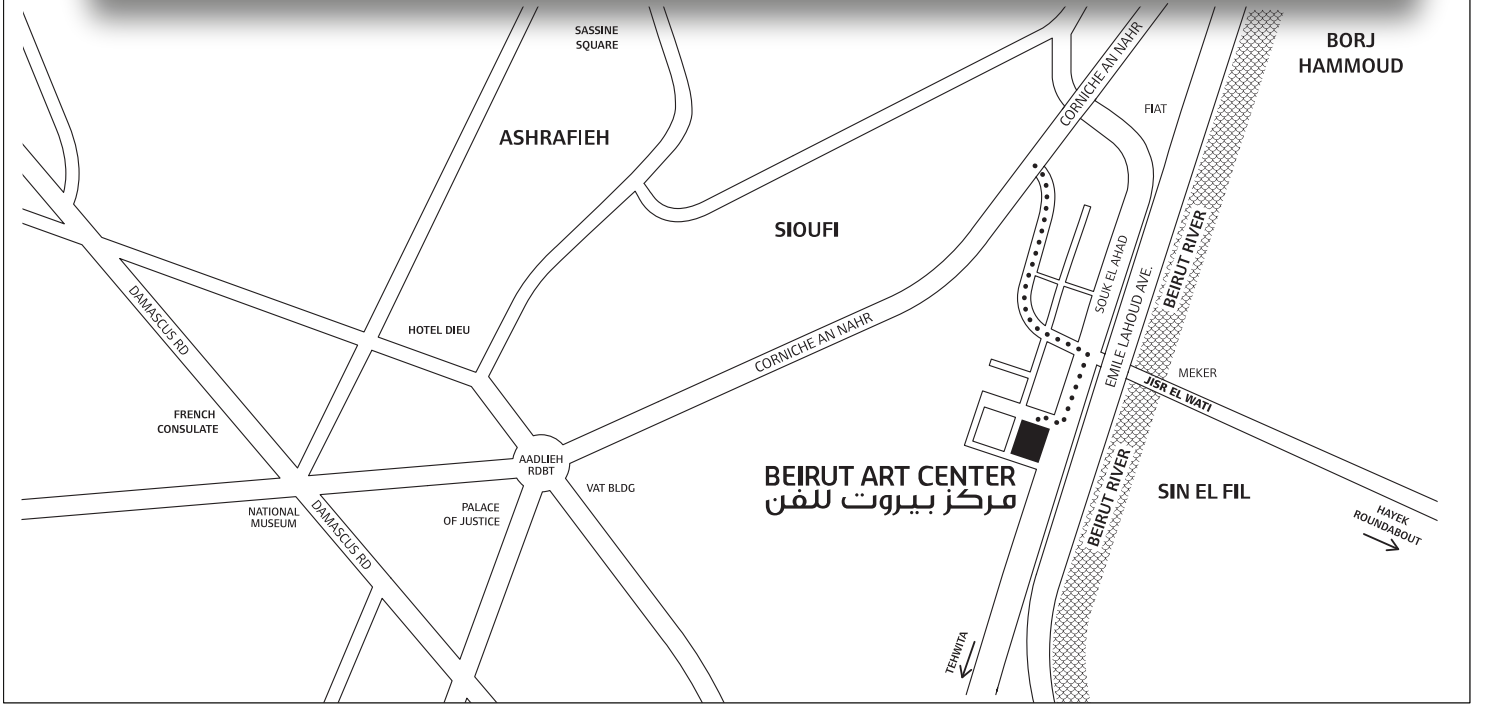 SASSINE
SQUARE
BORJ
HAMMOUD
CORNICHE AN NAHR
FIAT
ASHRAFIEH
SIOUFI
BEIRUT RIVER
SOUK EL AHAD
EMILE LAHOUD AVE.
DAMASCUS RD
HOTEL DIEU
CORNICHE AN NAHR
MEKER
JISR EL WATI
FRENCH
CONSULATE
AADLIEH
RDBT
VAT BLDG
BEIRUT ART CENTER
مركز بيروت للفن
BEIRUT RIVER
SIN EL FIL
NATIONAL
MUSEUM
DAMASCUS RD
PALACE
OF JUSTICE
HAYEK
ROUNDABOUT
TEHWITA